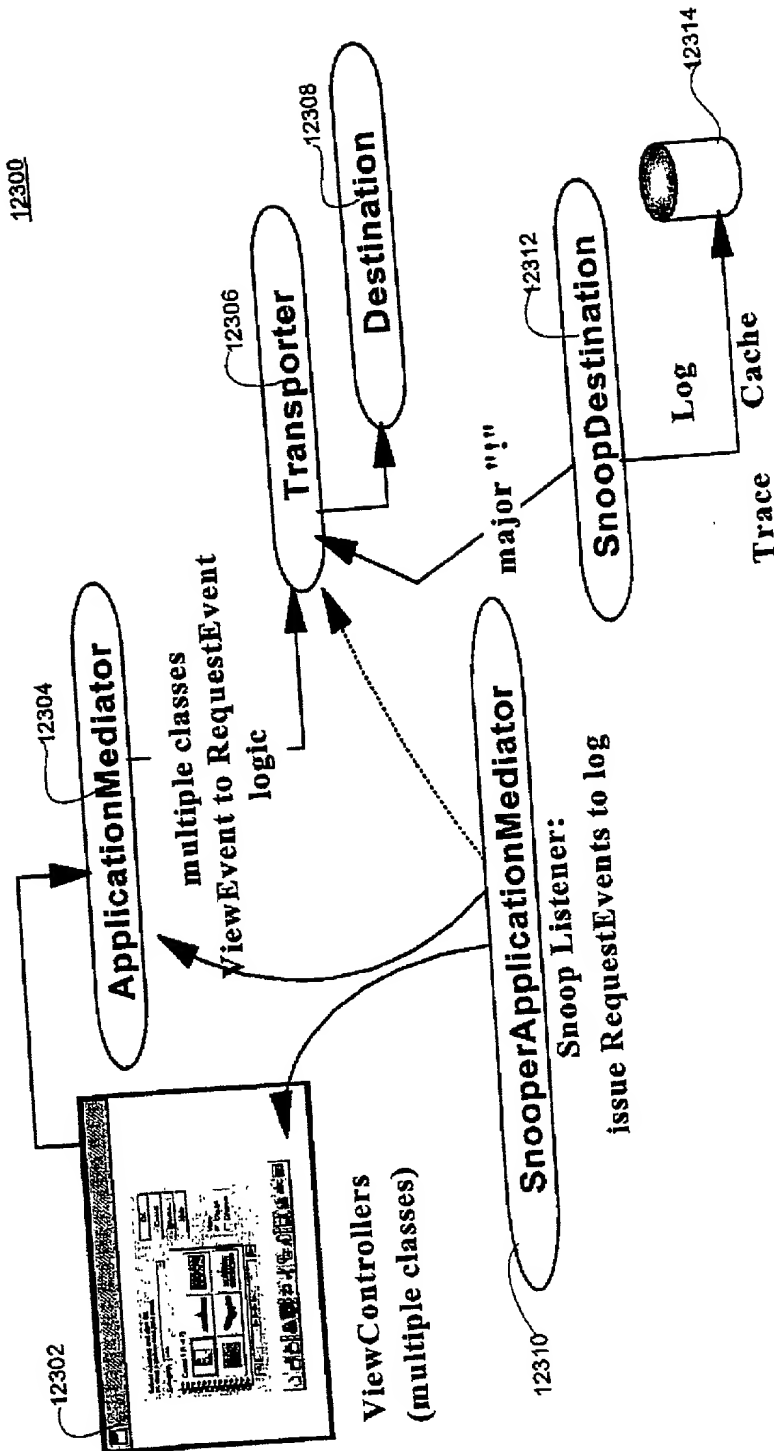 12300
12302
12304
ApplicationMediator
multiple classes
ViewEvent to RequestEvent
logic
12306
Transporter
12308
Destination
ViewControllers
(multiple classes)
major "!"
12310
SnooperApplicationMediator
Snoop Listener:
issue RequestEvents to log
12312
SnoopDestination
Log
Trace Cache
12314